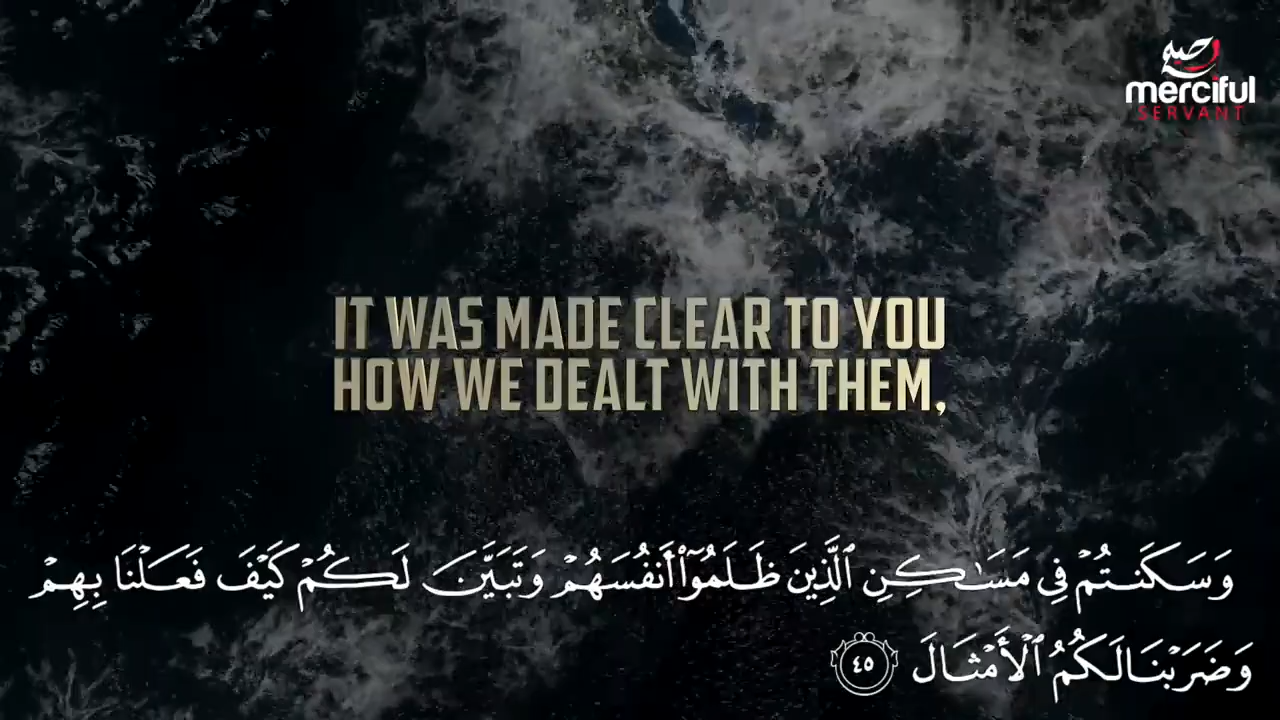 رحيم
merciful
SERVANT
IT WAS MADE CLEAR TO YOU
HOW WE DEALT WITH THEM,
وَسَكَنتُمْ فِي مَسَـٰكِنِ ٱلَّذِينَ ظَلَمُوٓا۟ أَنفُسَهُمْ وَتَبَيَّنَ لَكُمْ كَيْفَ فَعَلْنَا بِهِمْ
وَضَرَبْنَا لَكُمُ ٱلْأَمْثَالَ ٤٥